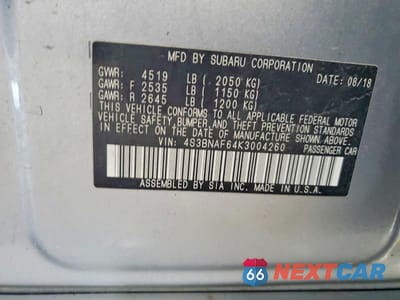 MFD BY SUBARU CORPORATION
DATE: 08/18
GVWR: 4519 LB ( 2050 KG)
GAWR: F 2535 LB ( 1150 KG)
GAWR: R 2645 LB ( 1200 KG)
THIS VEHICLE CONFORMS TO ALL APPLICABLE FEDERAL MOTOR
VEHICLE SAFETY, BUMPER, AND THEFT PREVENTION STANDARDS
IN EFFECT ON THE DATE OF MANUFACTURE SHOWN ABOVE.
VIN: 4S3BNAF64K3004260
PASSENGER CAR
ASSEMBLED BY SIA INC. MADE IN U.S.A.
66 NEXTCAR